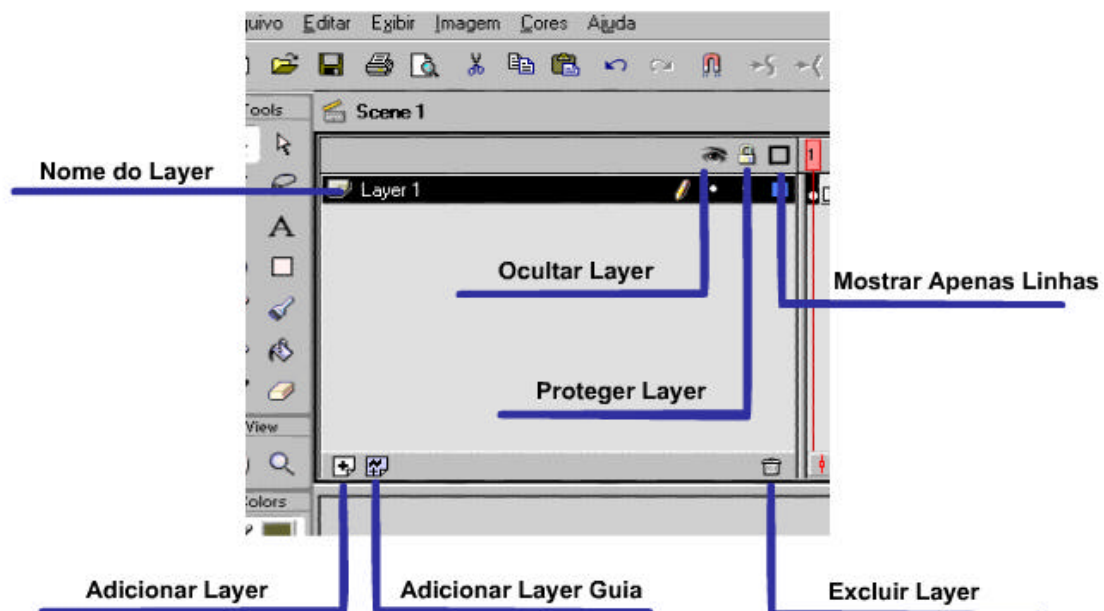 quivo Editar Exibir Imagem Cores Ajuda
Tools
Scene 1
1
Nome do Layer
Layer 1
Ocultar Layer
Mostrar Apenas Linhas
Proteger Layer
View
Colors
Adicionar Layer
Adicionar Layer Guia
Excluir Layer